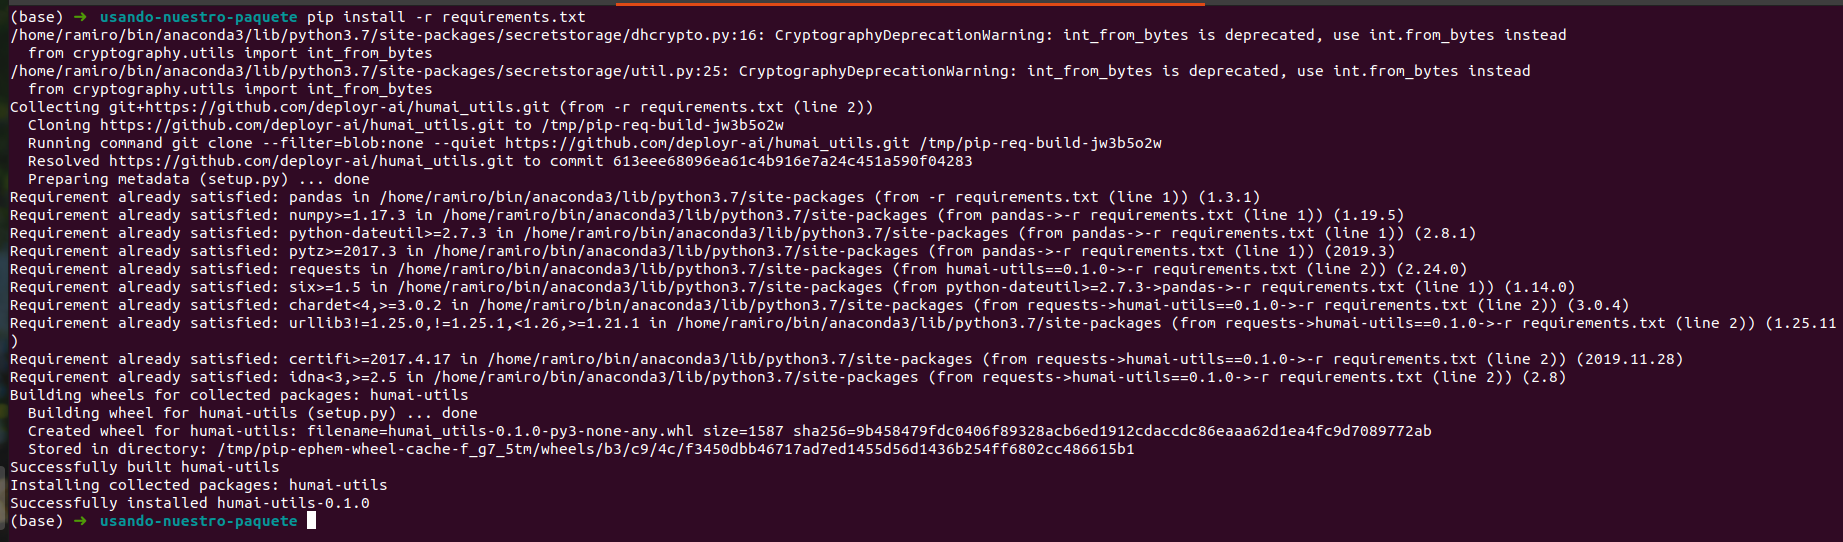 (base) ➜  usando-nuestro-paquete pip install -r requirements.txt
/home/ramiro/bin/anaconda3/lib/python3.7/site-packages/secretstorage/dhcrypto.py:16: CryptographyDeprecationWarning: int_from_bytes is deprecated, use int.from_bytes instead
  from cryptography.utils import int_from_bytes
/home/ramiro/bin/anaconda3/lib/python3.7/site-packages/secretstorage/util.py:25: CryptographyDeprecationWarning: int_from_bytes is deprecated, use int.from_bytes instead
  from cryptography.utils import int_from_bytes
Collecting git+https://github.com/deployr-ai/humai_utils.git (from -r requirements.txt (line 2))
  Cloning https://github.com/deployr-ai/humai_utils.git to /tmp/pip-req-build-jw3b5o2w
  Running command git clone --filter=blob:none --quiet https://github.com/deployr-ai/humai_utils.git /tmp/pip-req-build-jw3b5o2w
  Resolved https://github.com/deployr-ai/humai_utils.git to commit 613eee68096ea61c4b916e7a24c451a590f04283
  Preparing metadata (setup.py) ... done
Requirement already satisfied: pandas in /home/ramiro/bin/anaconda3/lib/python3.7/site-packages (from -r requirements.txt (line 1)) (1.3.1)
Requirement already satisfied: numpy>=1.17.3 in /home/ramiro/bin/anaconda3/lib/python3.7/site-packages (from pandas->-r requirements.txt (line 1)) (1.19.5)
Requirement already satisfied: python-dateutil>=2.7.3 in /home/ramiro/bin/anaconda3/lib/python3.7/site-packages (from pandas->-r requirements.txt (line 1)) (2.8.1)
Requirement already satisfied: pytz>=2017.3 in /home/ramiro/bin/anaconda3/lib/python3.7/site-packages (from pandas->-r requirements.txt (line 1)) (2019.3)
Requirement already satisfied: requests in /home/ramiro/bin/anaconda3/lib/python3.7/site-packages (from humai-utils==0.1.0->-r requirements.txt (line 2)) (2.24.0)
Requirement already satisfied: six>=1.5 in /home/ramiro/bin/anaconda3/lib/python3.7/site-packages (from python-dateutil>=2.7.3->pandas->-r requirements.txt (line 1)) (1.14.0)
Requirement already satisfied: chardet<4,>=3.0.2 in /home/ramiro/bin/anaconda3/lib/python3.7/site-packages (from requests->humai-utils==0.1.0->-r requirements.txt (line 2)) (3.0.4)
Requirement already satisfied: urllib3!=1.25.0,!=1.25.1,<1.26,>=1.21.1 in /home/ramiro/bin/anaconda3/lib/python3.7/site-packages (from requests->humai-utils==0.1.0->-r requirements.txt (line 2)) (1.25.11
)
Requirement already satisfied: certifi>=2017.4.17 in /home/ramiro/bin/anaconda3/lib/python3.7/site-packages (from requests->humai-utils==0.1.0->-r requirements.txt (line 2)) (2019.11.28)
Requirement already satisfied: idna<3,>=2.5 in /home/ramiro/bin/anaconda3/lib/python3.7/site-packages (from requests->humai-utils==0.1.0->-r requirements.txt (line 2)) (2.8)
Building wheels for collected packages: humai-utils
  Building wheel for humai-utils (setup.py) ... done
  Created wheel for humai-utils: filename=humai_utils-0.1.0-py3-none-any.whl size=1587 sha256=9b458479fdc0406f89328acb6ed1912cdaccdc86eaaa62d1ea4fc9d7089772ab
  Stored in directory: /tmp/pip-ephem-wheel-cache-f_g7_5tm/wheels/b3/c9/4c/f3450dbb46717ad7ed1455d56d1436b254ff6802cc486615b1
Successfully built humai-utils
Installing collected packages: humai-utils
Successfully installed humai-utils-0.1.0
(base) ➜  usando-nuestro-paquete